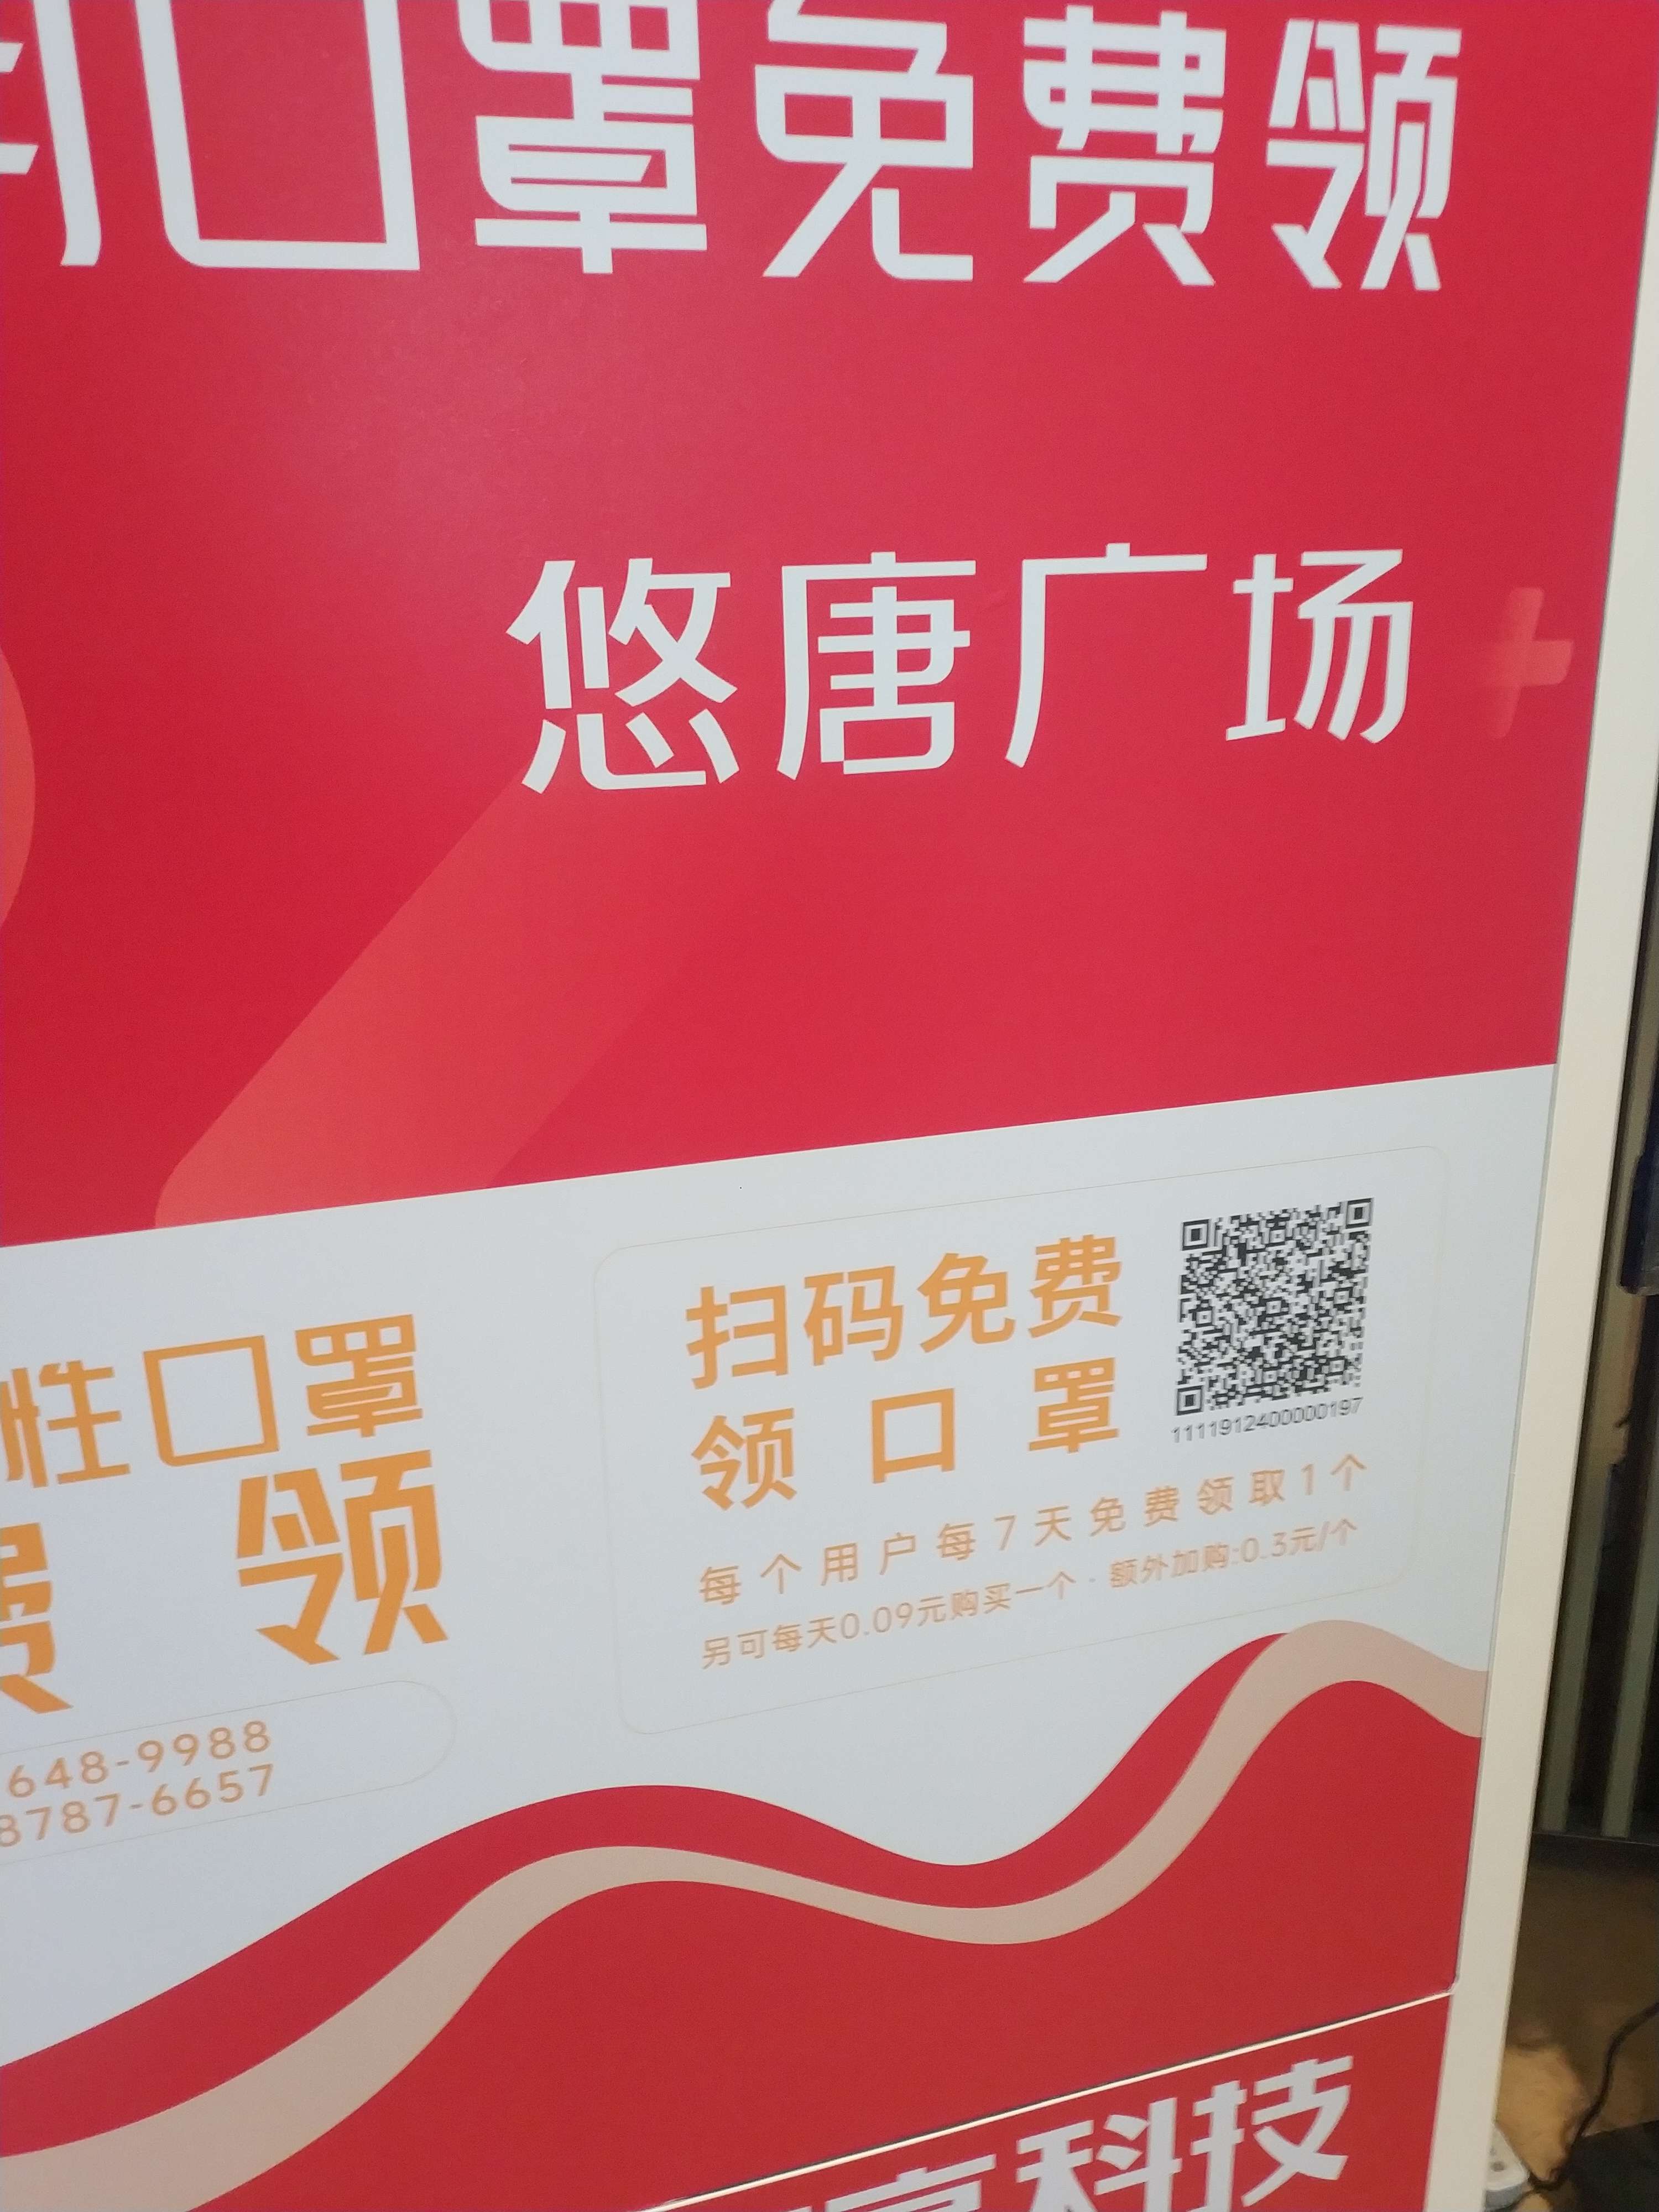 口罩免费领
悠唐广场
性口罩
费 领
648-9988
8787-6657
扫码免费
领口罩
1111912400000197
每个用户每7天免费领取1个
另可每天0.09元购买一个·额外加购:0.3元/个
科技